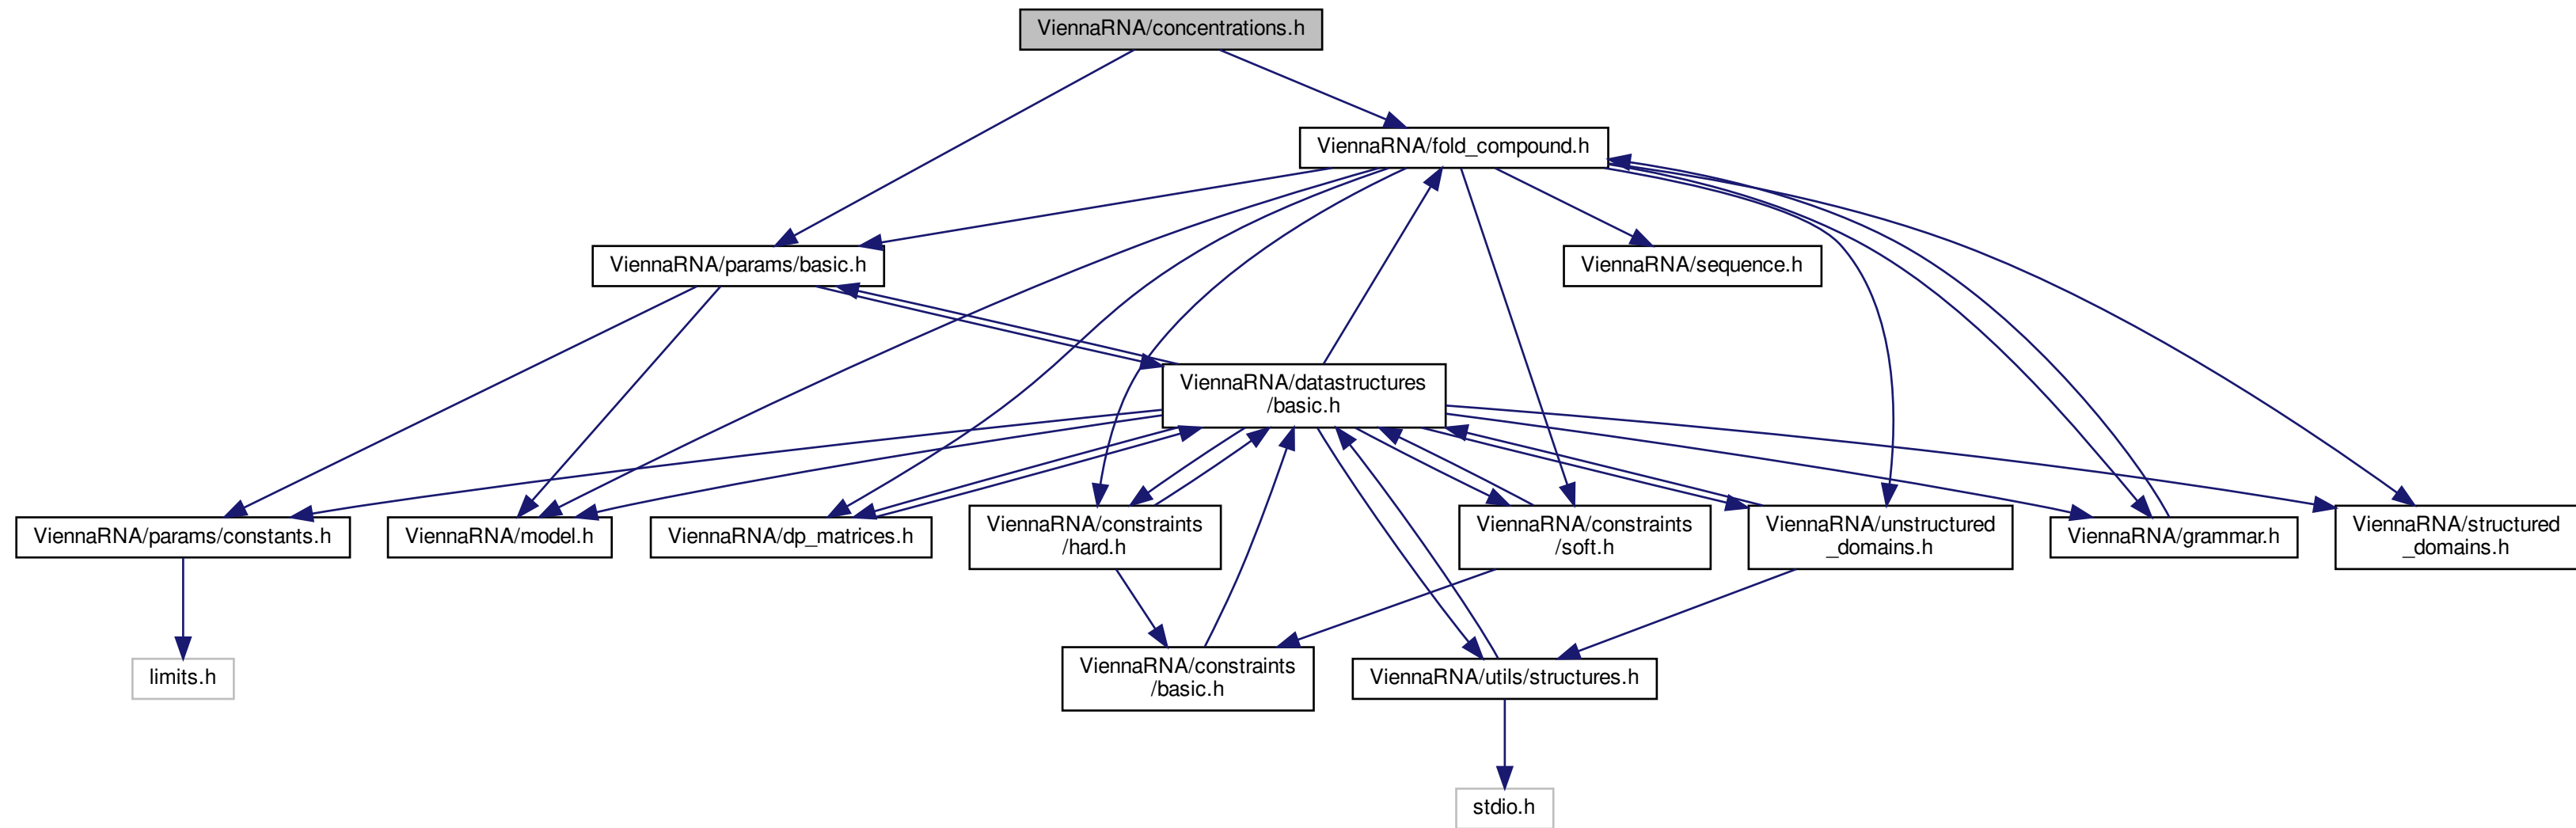 ViennaRNA/concentrations.h
ViennaRNA/fold_compound.h
ViennaRNA/params/basic.h
ViennaRNA/sequence.h
ViennaRNA/datastructures
/basic.h
ViennaRNA/params/constants.h
ViennaRNA/model.h
ViennaRNA/dp_matrices.h
ViennaRNA/constraints
/hard.h
ViennaRNA/constraints
/soft.h
ViennaRNA/unstructured
_domains.h
ViennaRNA/grammar.h
ViennaRNA/structured
_domains.h
limits.h
ViennaRNA/constraints
/basic.h
ViennaRNA/utils/structures.h
stdio.h